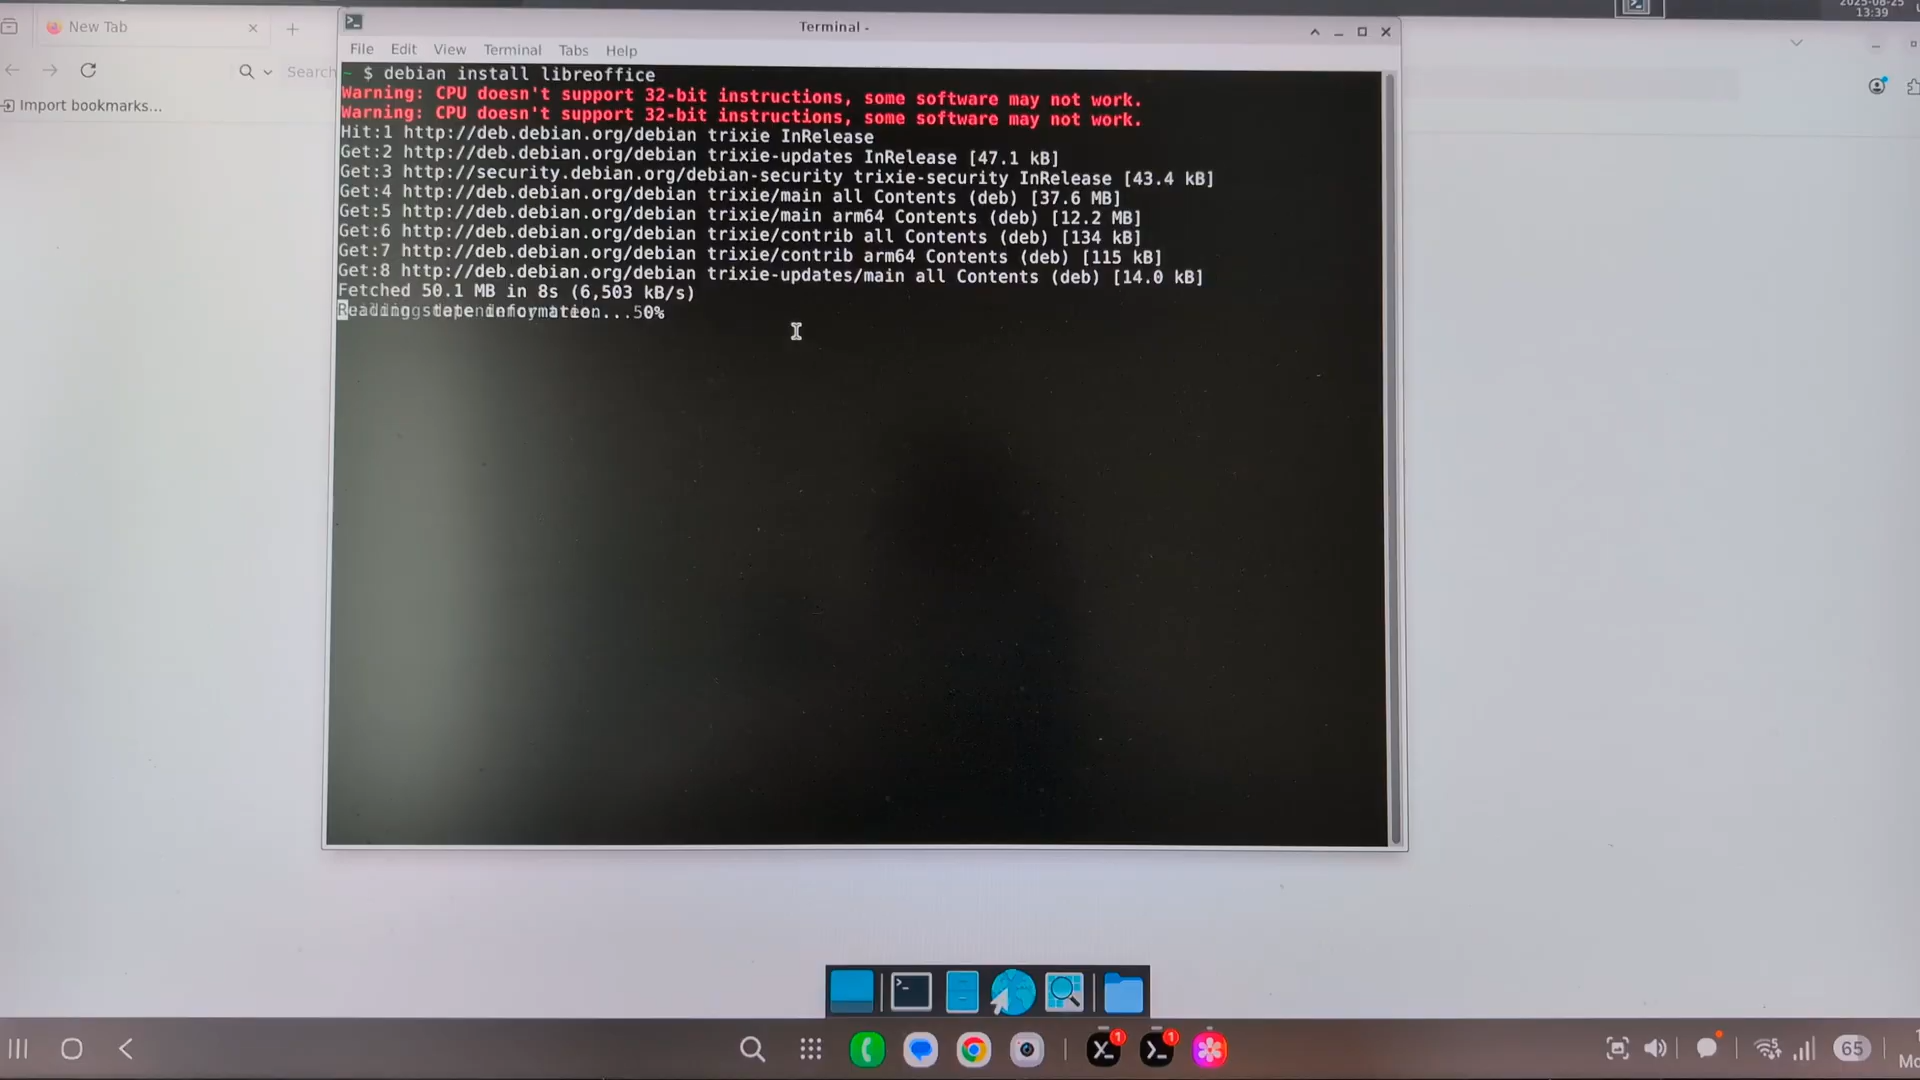 2025-08-25
13:39
New Tab
Terminal -
File Edit View Terminal Tabs Help
Search
Import bookmarks...
~ $ debian install libreoffice
Warning: CPU doesn't support 32-bit instructions, some software may not work.
Warning: CPU doesn't support 32-bit instructions, some software may not work.
Hit:1 http://deb.debian.org/debian trixie InRelease
Get:2 http://deb.debian.org/debian trixie-updates InRelease [47.1 kB]
Get:3 http://security.debian.org/debian-security trixie-security InRelease [43.4 kB]
Get:4 http://deb.debian.org/debian trixie/main all Contents (deb) [37.6 MB]
Get:5 http://deb.debian.org/debian trixie/main arm64 Contents (deb) [12.2 MB]
Get:6 http://deb.debian.org/debian trixie/contrib all Contents (deb) [134 kB]
Get:7 http://deb.debian.org/debian trixie/contrib arm64 Contents (deb) [115 kB]
Get:8 http://deb.debian.org/debian trixie-updates/main all Contents (deb) [14.0 kB]
Fetched 50.1 MB in 8s (6,503 kB/s)
Reading state information... 50%
1 1
65